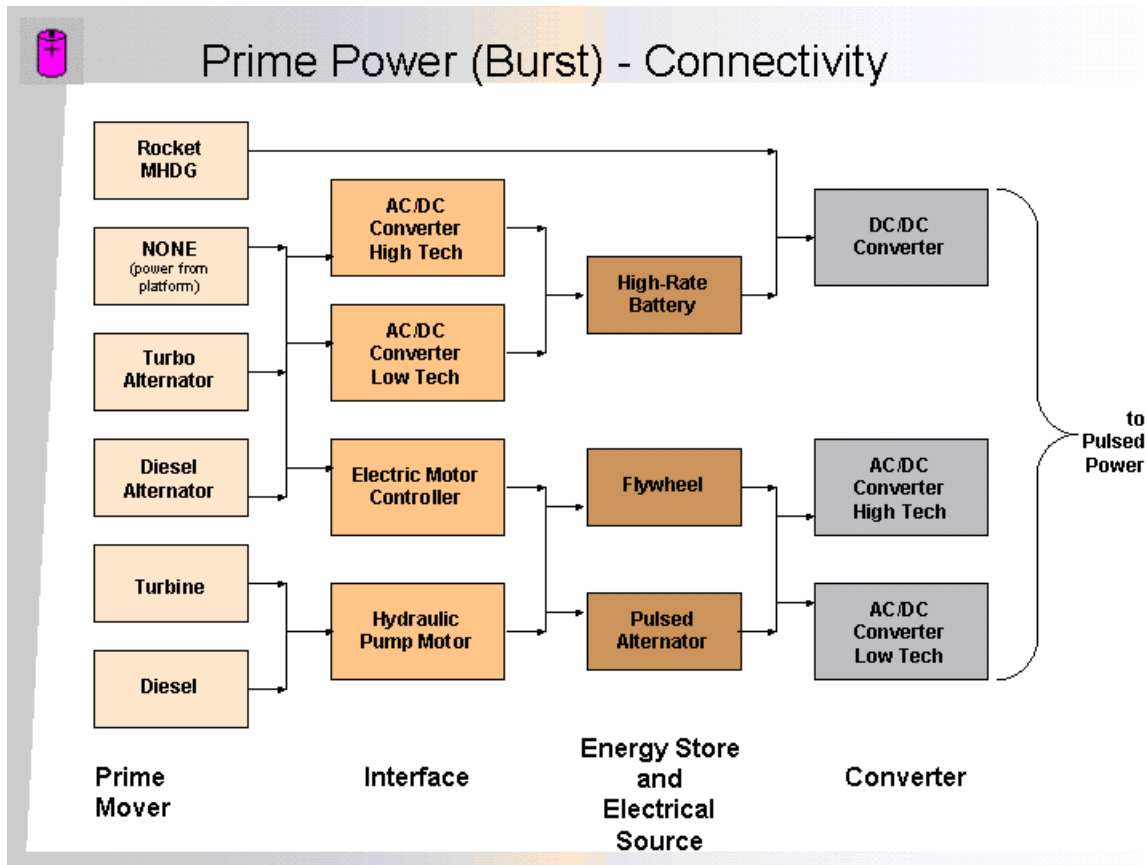 Prime Power (Burst) - Connectivity
Rocket
MHDG
NONE
(power from
platform)
Turbo
Alternator
Diesel
Alternator
Turbine
Diesel
AC/DC
Converter
High Tech
AC/DC
Converter
Low Tech
Electric Motor
Controller
Hydraulic
Pump Motor
High-Rate
Battery
Flywheel
Pulsed
Alternator
DC/DC
Converter
AC/DC
Converter
High Tech
AC/DC
Converter
Low Tech
to
Pulsed
Power
Prime
Mover
Interface
Energy Store
and
Electrical
Source
Converter